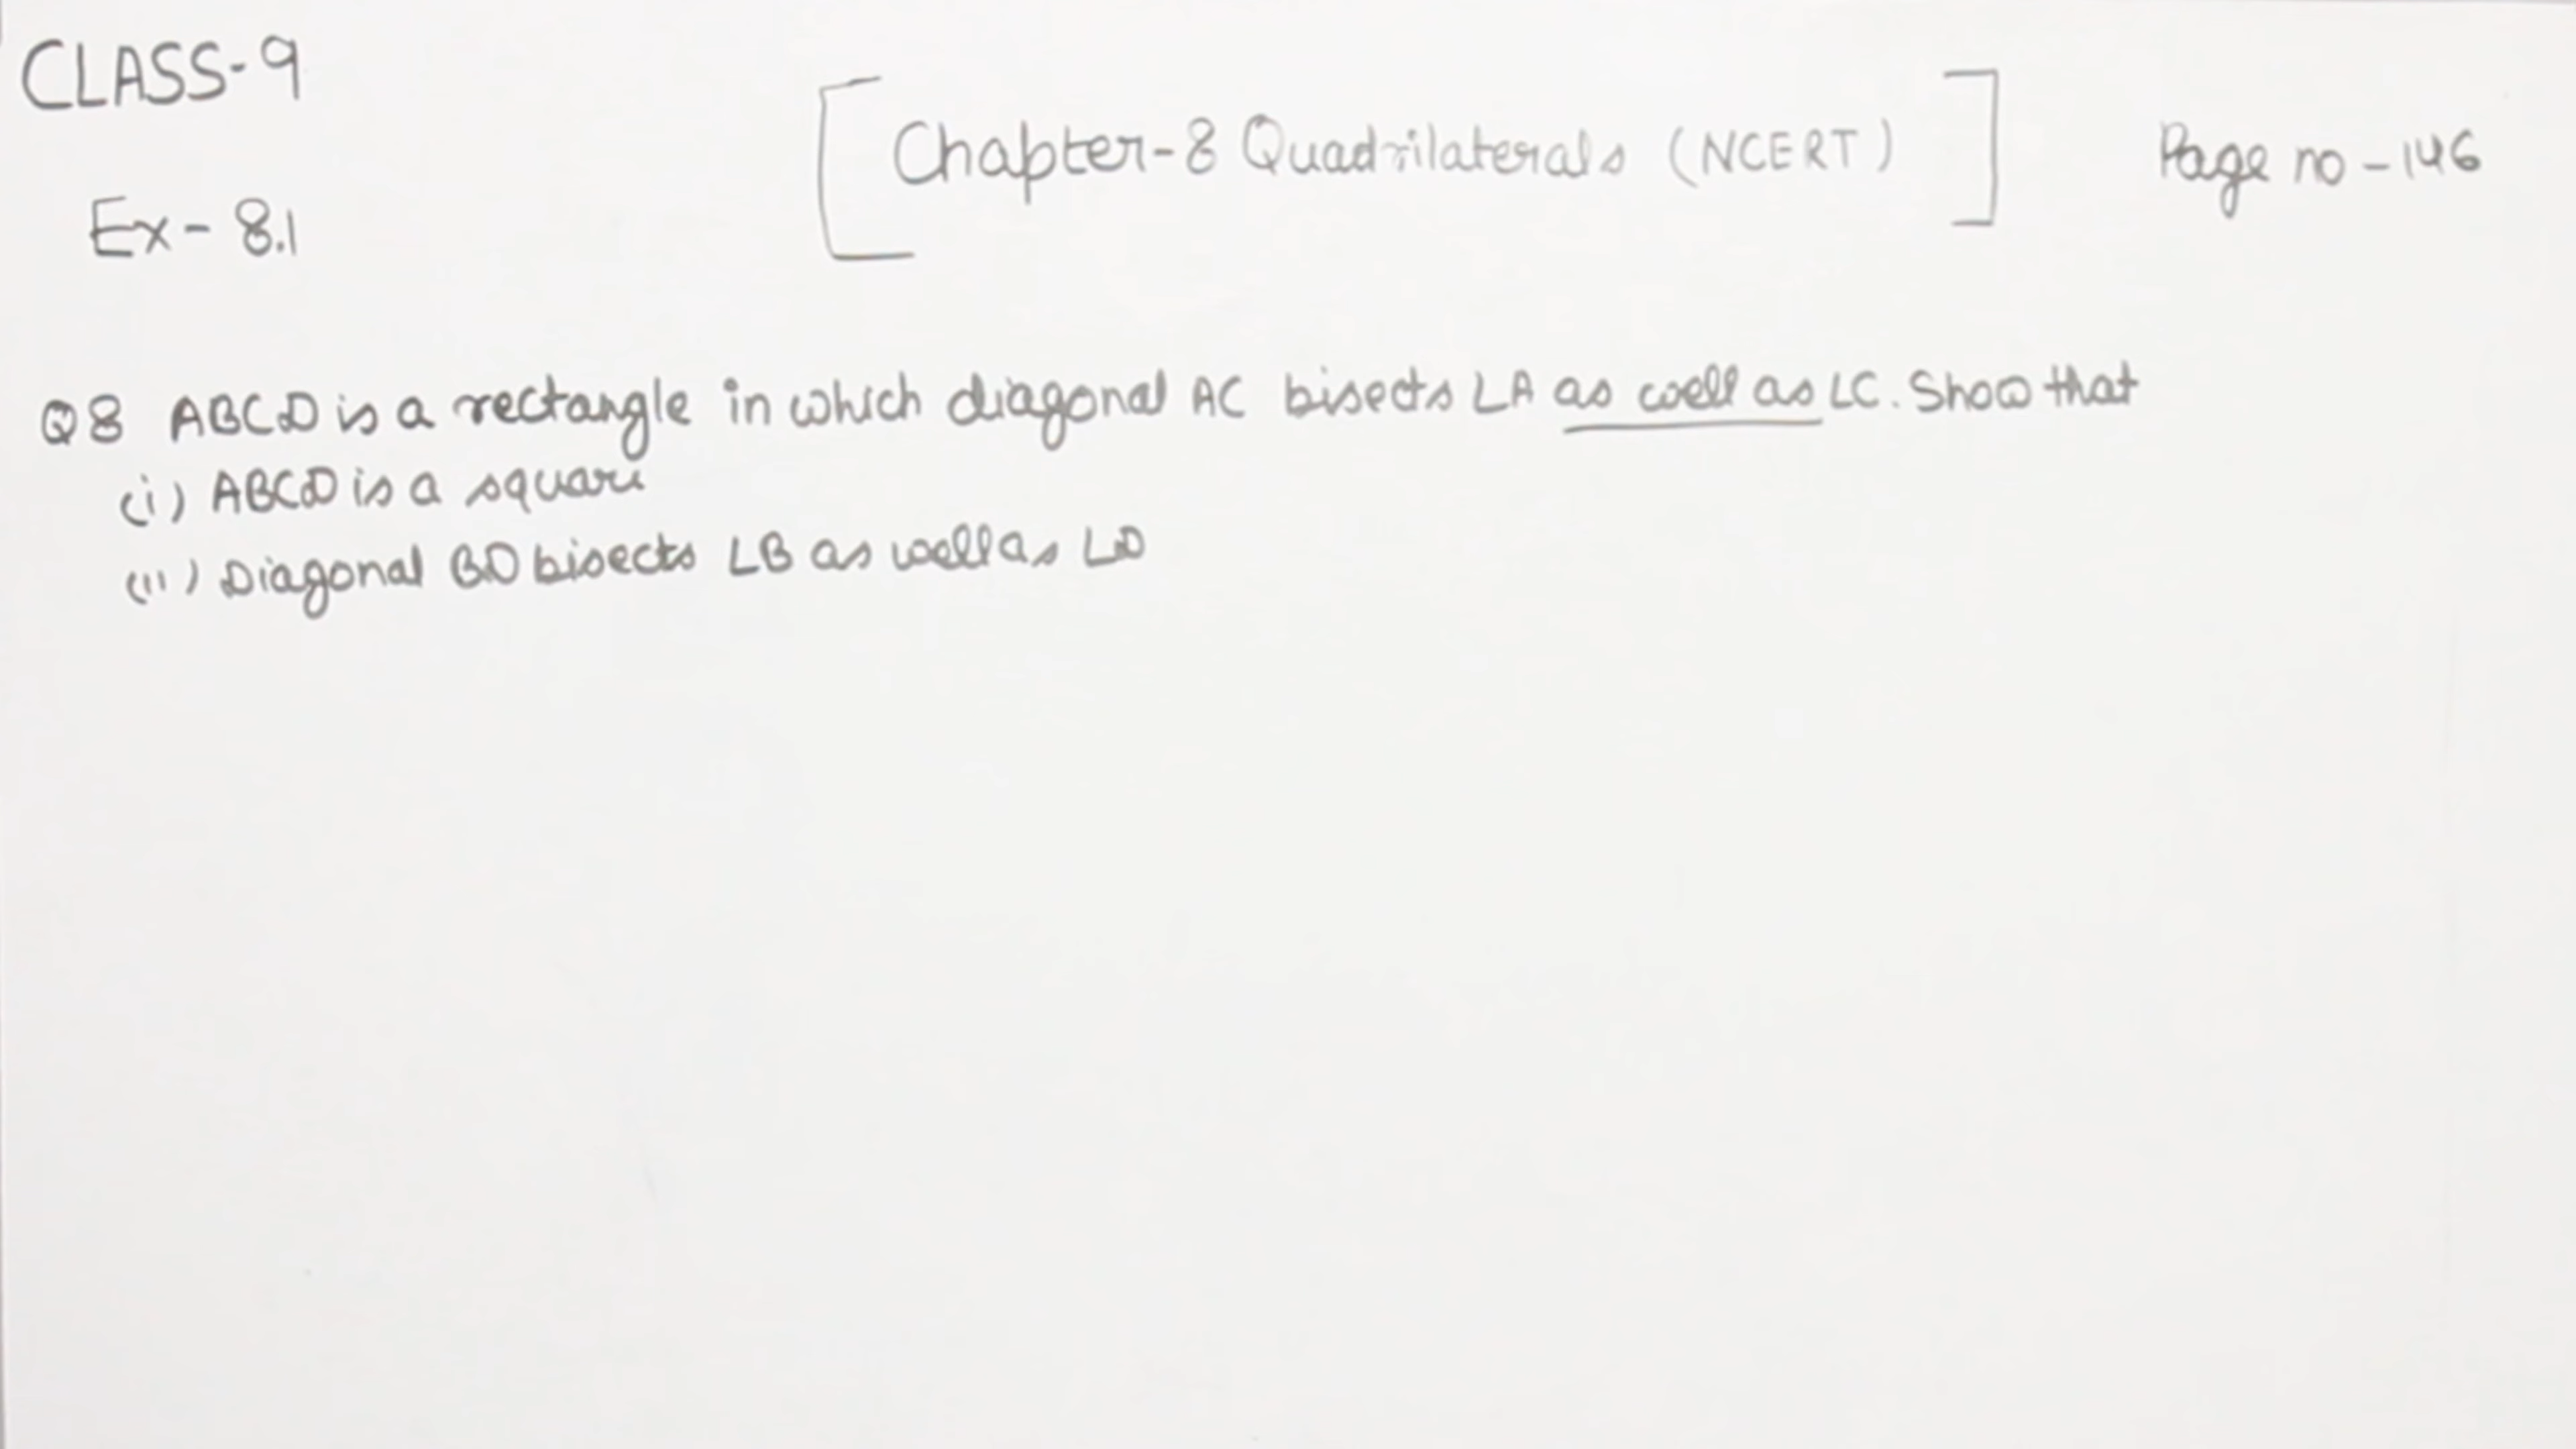 CLASS-9
[Chapter-8 Quadrilaterals (NCERT)] Page no - 146
Ex- 8.1
Q8 ABCD is a rectangle in which diagonal AC bisects ∠A as well as ∠C. Show that
(i) ABCD is a square
(ii) Diagonal BD bisects ∠B as well as ∠D